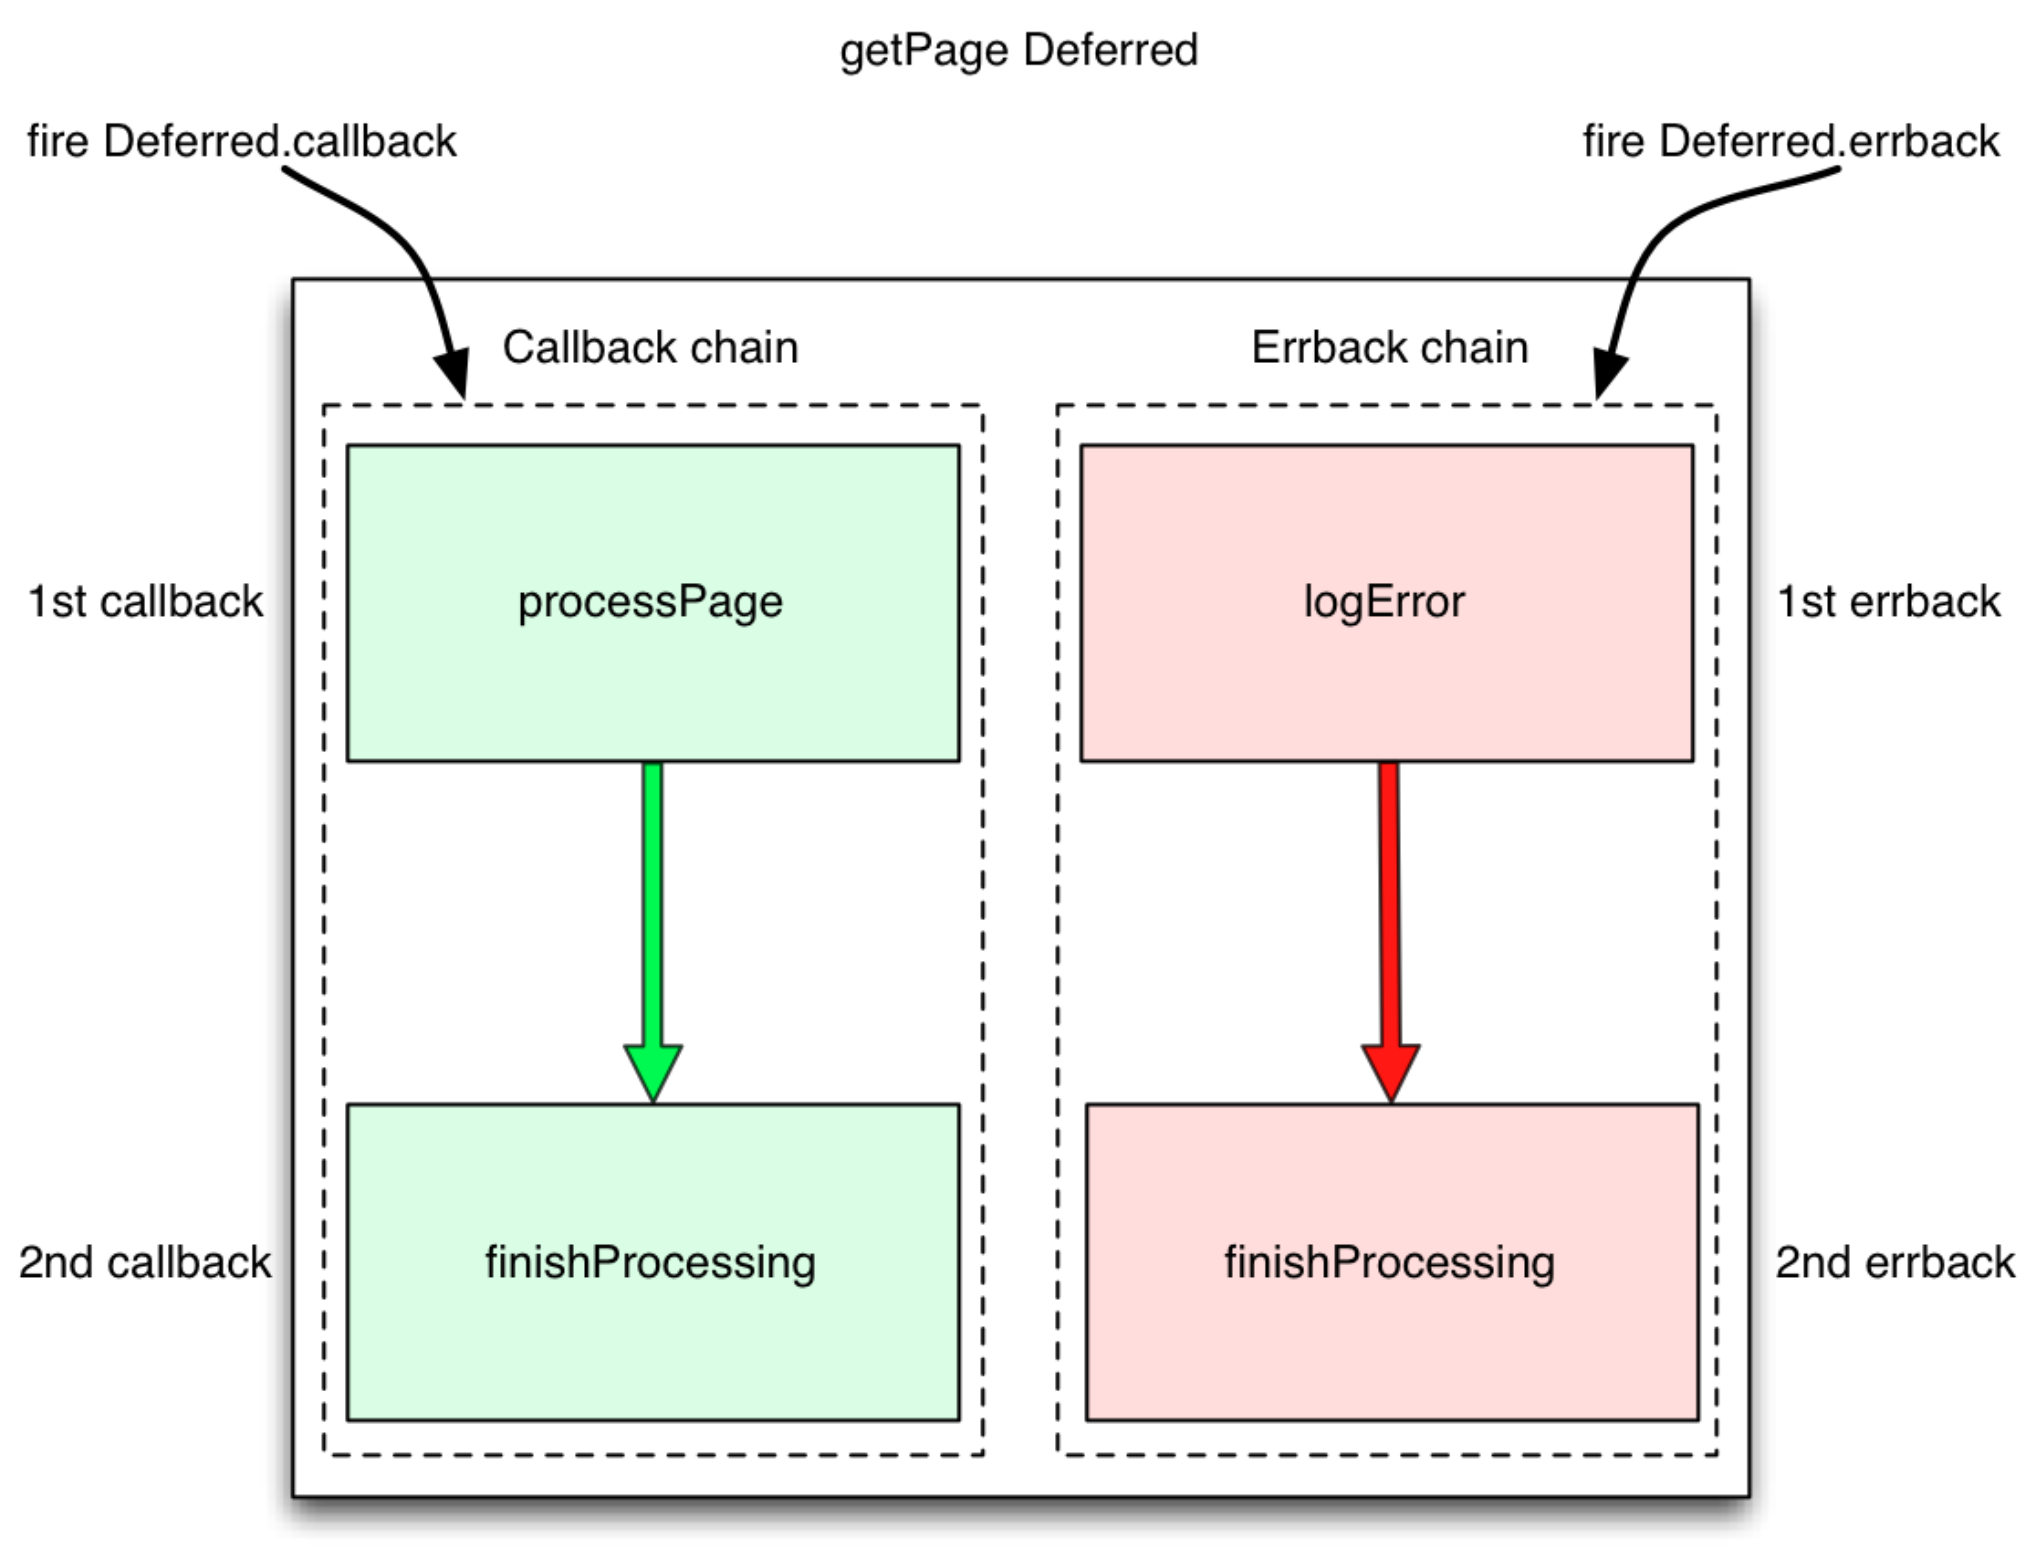 getPage Deferred
fire Deferred.callback
fire Deferred.errback
Callback chain
Errback chain
1st callback
processPage
logError
1st errback
2nd callback
finishProcessing
finishProcessing
2nd errback